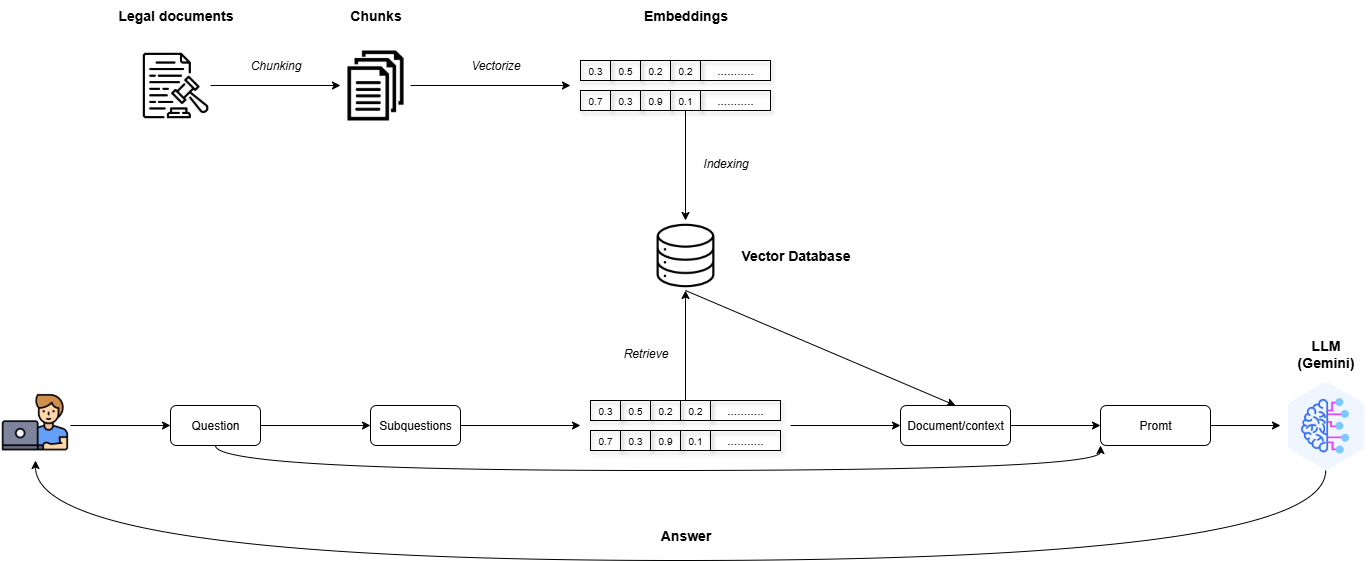 Legal documents
Chunks
Embeddings
Chunking
Vectorize
0.3 0.5 0.2 0.2 ...........
0.7 0.3 0.9 0.1 ...........
Indexing
Vector Database
Retrieve
LLM
(Gemini)
0.3 0.5 0.2 0.2 ...........
Question
Subquestions
Document/context
Promt
0.7 0.3 0.9 0.1 ...........
Answer